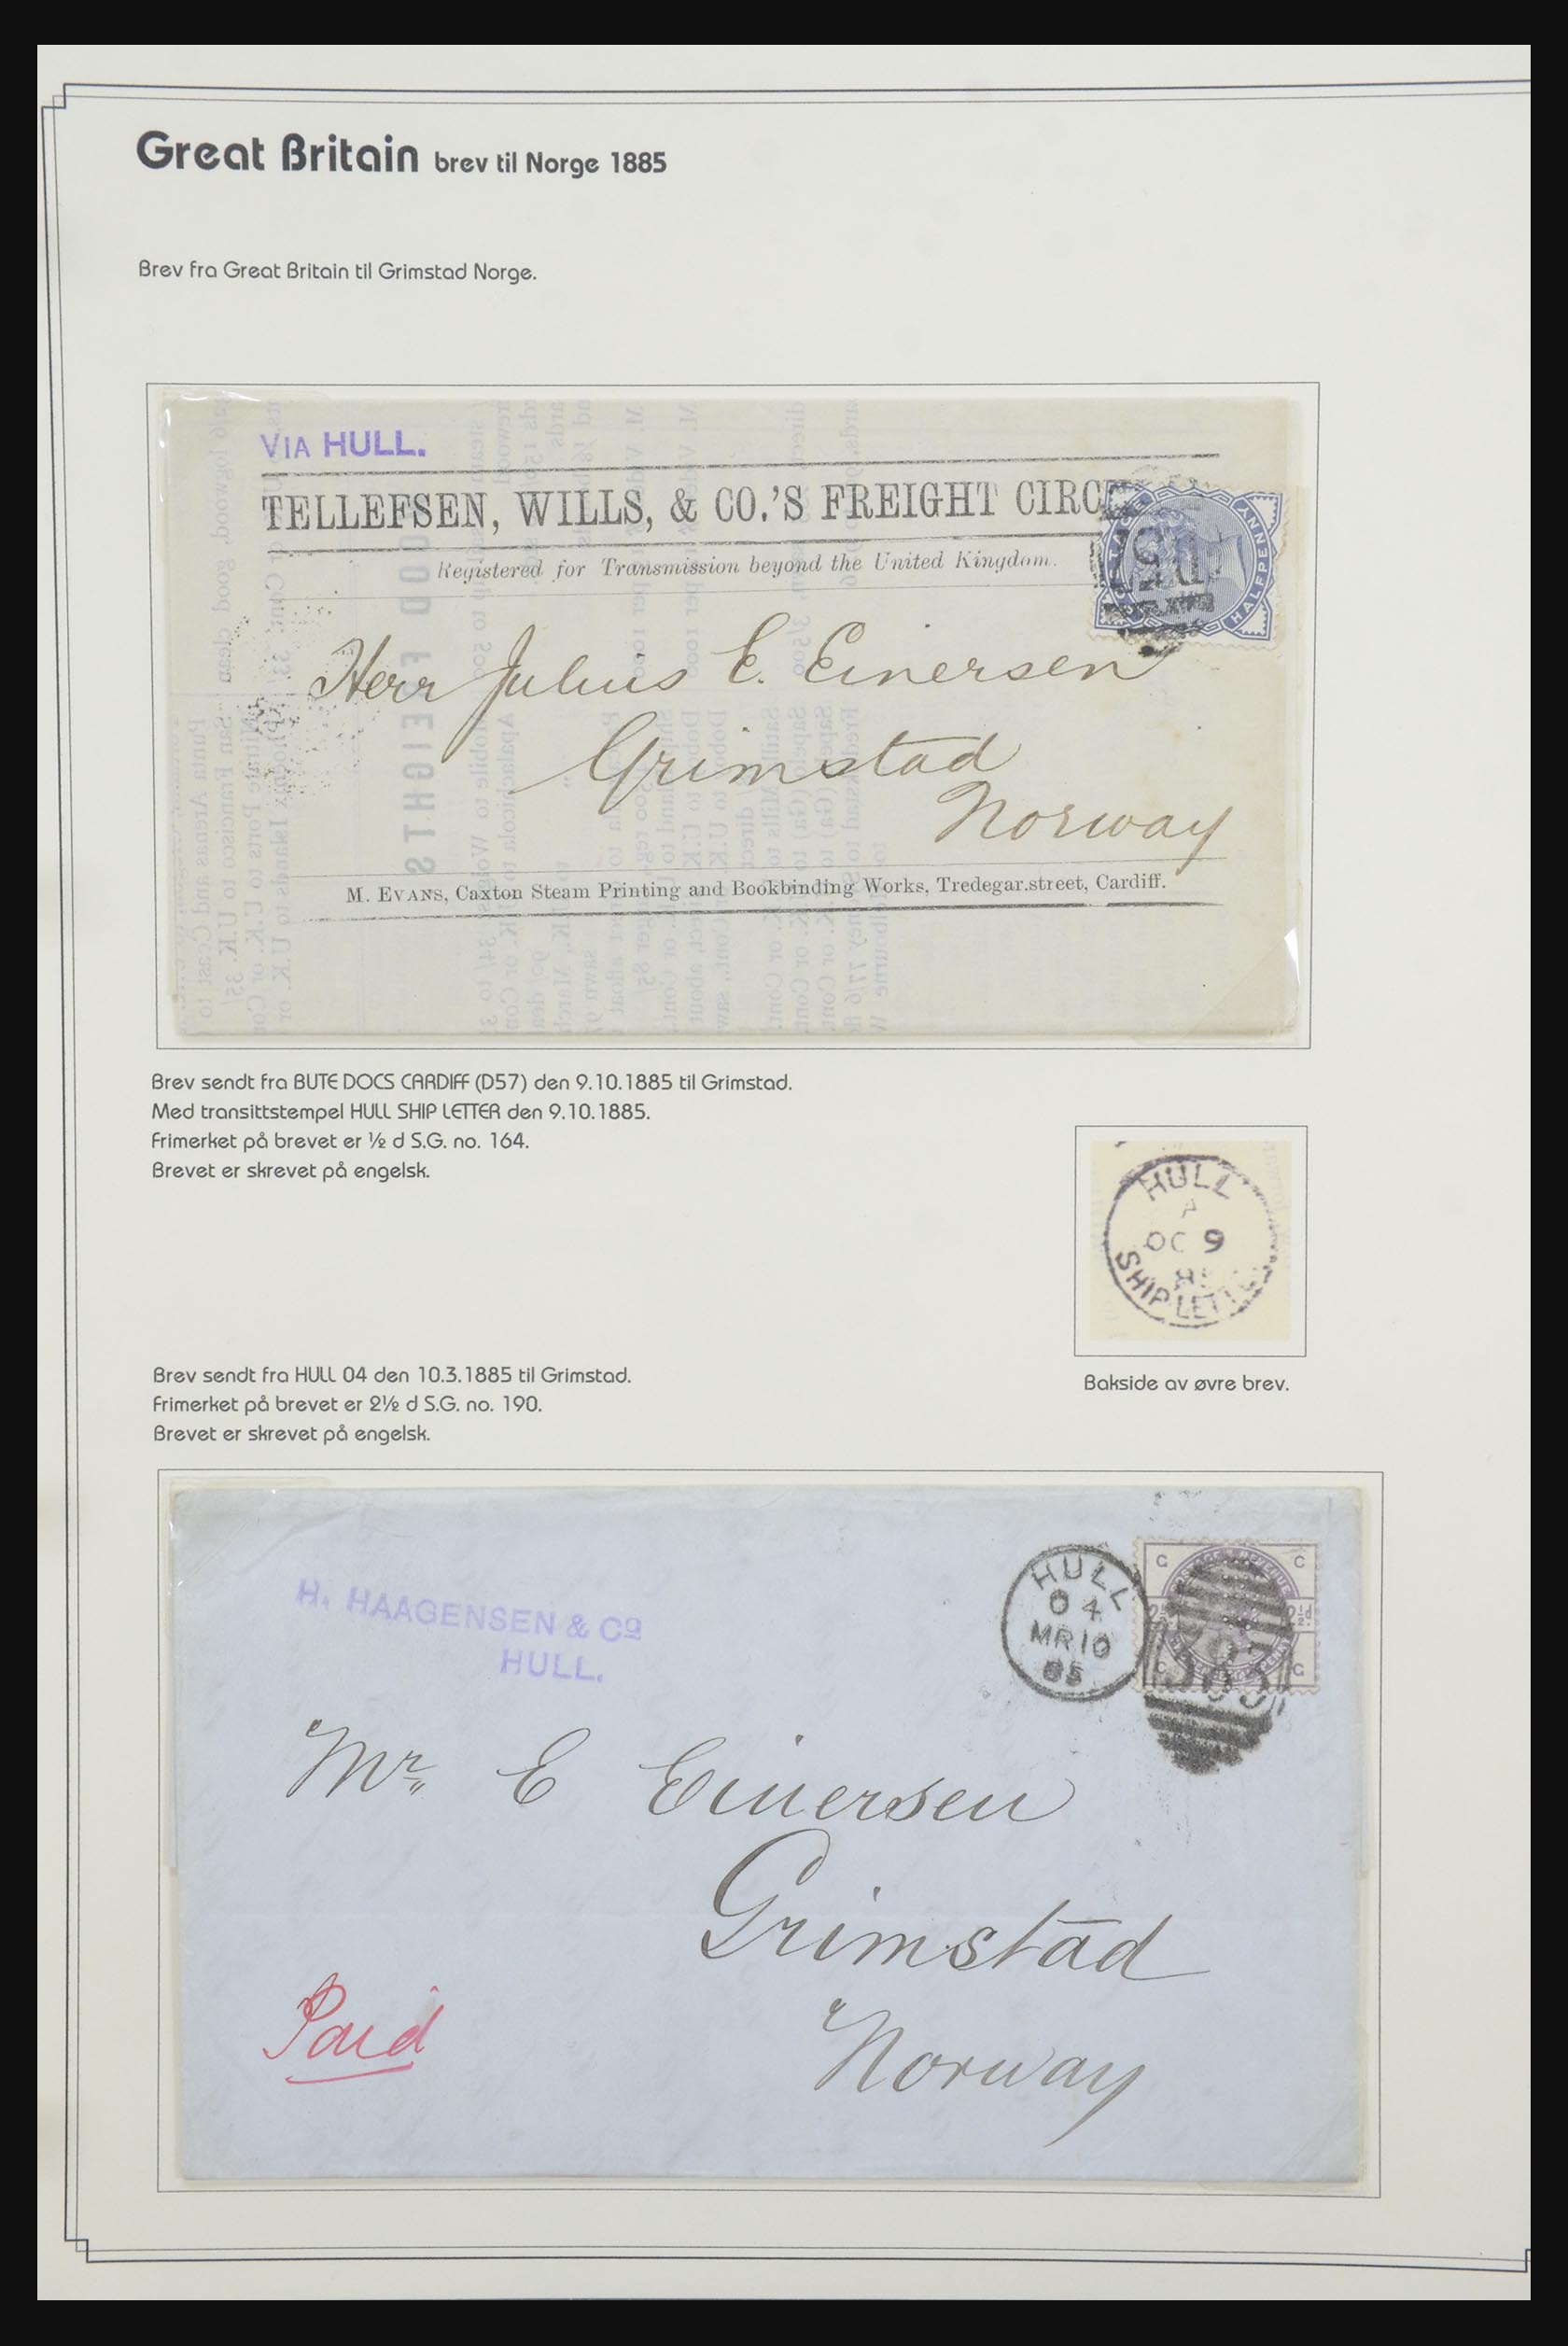 Great Britain brev til Norge 1885
Brev fra Great Britain til Grimstad Norge.
VIA HULL.
TELLEFSEN, WILLS, & CO.'S FREIGHT CIRC
Registered for Transmission beyond the United Kingdom.
HALFPENNY
Herr Julius E. Einersen
Grimstad
Norway
M. EVANS, Caxton Steam Printing and Bookbinding Works, Tredegar.street, Cardiff.
Brev sendt fra BUTE DOCS CARDIFF (D57) den 9.10.1885 til Grimstad.
Med transittstempel HULL SHIP LETTER den 9.10.1885.
Frimerket på brevet er ½ d S.G. no. 164.
Brevet er skrevet på engelsk.
HULL
A
OC 9
85
SHIP LETTE
Bakside av øvre brev.
Brev sendt fra HULL 04 den 10.3.1885 til Grimstad.
Frimerket på brevet er 2½ d S.G. no. 190.
Brevet er skrevet på engelsk.
H. HAAGENSEN & Co
HULL.
HULL
04
MR 10
85
G C
2½d.
C G
383
Mr. E Einersen
Grimstad
Norway
Paid